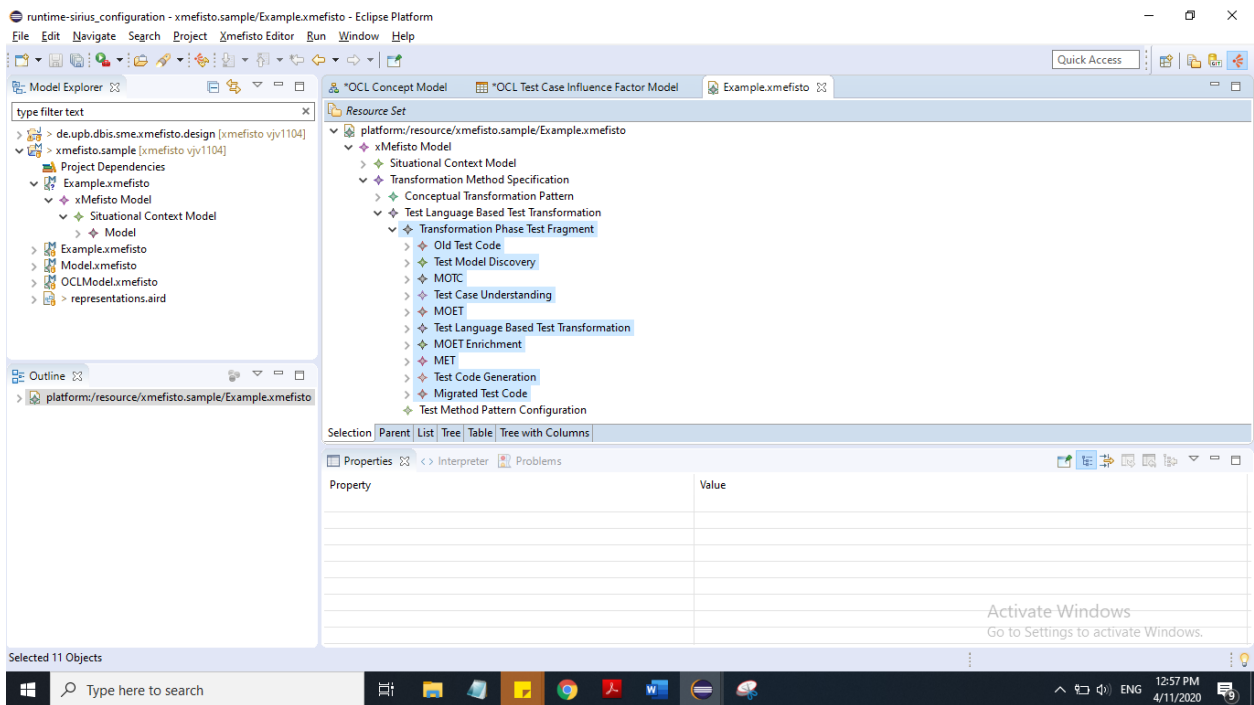 runtime-sirius_configuration - xmefisto.sample/Example.xmefisto - Eclipse Platform
File Edit Navigate Search Project Xmefisto Editor Run Window Help
Quick Access
Model Explorer
type filter text
> de.upb.dbis.sme.xmefisto.design [xmefisto vjv1104]
> xmefisto.sample [xmefisto vjv1104]
Project Dependencies
Example.xmefisto
xMefisto Model
Situational Context Model
Model
Example.xmefisto
Model.xmefisto
OCLModel.xmefisto
> representations.aird
Outline
platform:/resource/xmefisto.sample/Example.xmefisto
*OCL Concept Model *OCL Test Case Influence Factor Model Example.xmefisto
Resource Set
platform:/resource/xmefisto.sample/Example.xmefisto
xMefisto Model
Situational Context Model
Transformation Method Specification
Conceptual Transformation Pattern
Test Language Based Test Transformation
Transformation Phase Test Fragment
Old Test Code
Test Model Discovery
MOTC
Test Case Understanding
MOET
Test Language Based Test Transformation
MOET Enrichment
MET
Test Code Generation
Migrated Test Code
Test Method Pattern Configuration
Selection Parent List Tree Table Tree with Columns
Properties <> Interpreter Problems
Property Value
Activate Windows
Go to Settings to activate Windows.
Selected 11 Objects
Type here to search
ENG
12:57 PM
4/11/2020
9